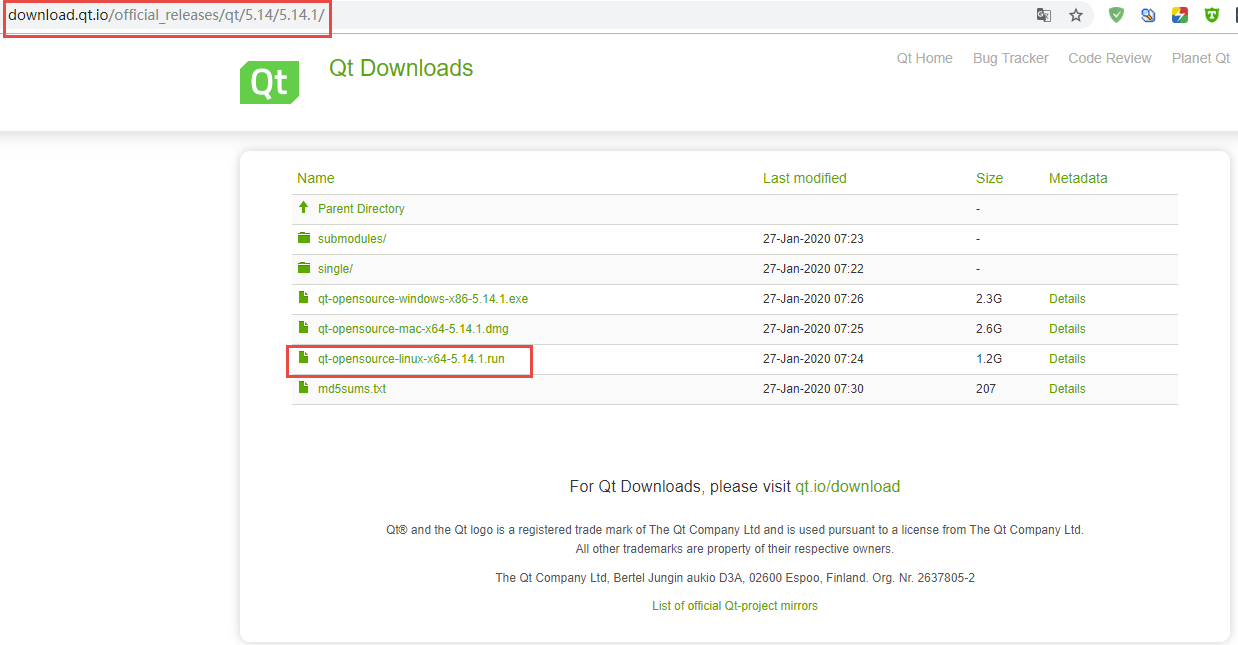 download.qt.io/official_releases/qt/5.14/5.14.1/
Qt
Qt Downloads
Qt Home Bug Tracker Code Review Planet Qt
Name Last modified Size Metadata
Parent Directory -
submodules/ 27-Jan-2020 07:23 -
single/ 27-Jan-2020 07:22 -
qt-opensource-windows-x86-5.14.1.exe 27-Jan-2020 07:26 2.3G Details
qt-opensource-mac-x64-5.14.1.dmg 27-Jan-2020 07:25 2.6G Details
qt-opensource-linux-x64-5.14.1.run 27-Jan-2020 07:24 1.2G Details
md5sums.txt 27-Jan-2020 07:30 207 Details
For Qt Downloads, please visit qt.io/download
Qt® and the Qt logo is a registered trade mark of The Qt Company Ltd and is used pursuant to a license from The Qt Company Ltd.
All other trademarks are property of their respective owners.
The Qt Company Ltd, Bertel Jungin aukio D3A, 02600 Espoo, Finland. Org. Nr. 2637805-2
List of official Qt-project mirrors